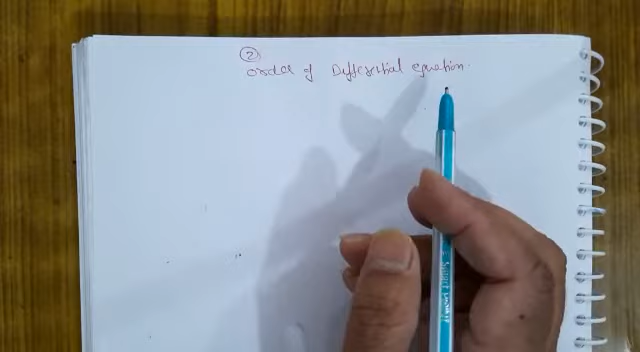 ②
Order of Differential equation.